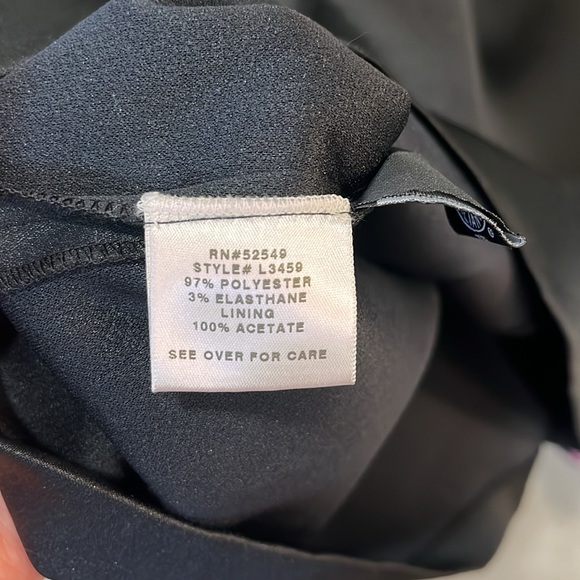 RN#52549
STYLE# L3459
97% POLYESTER
3% ELASTHANE
LINING
100% ACETATE
SEE OVER FOR CARE